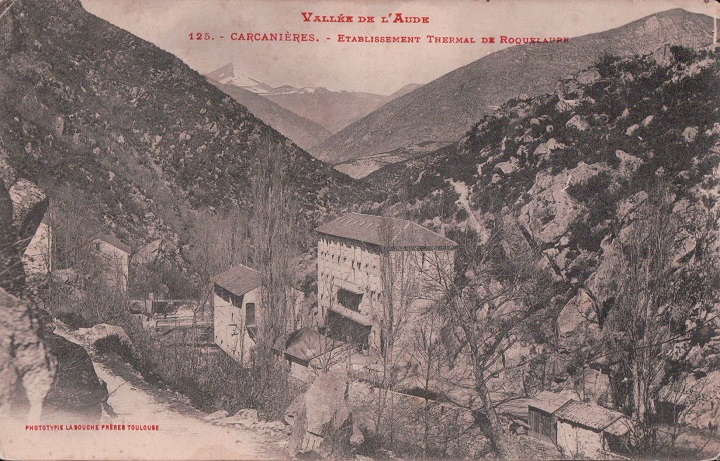 Vallée de l'Aude
125. - Carcanières. - Etablissement Thermal de Roquelaure
PHOTOTYPIE LABOUCHE FRÈRES TOULOUSE